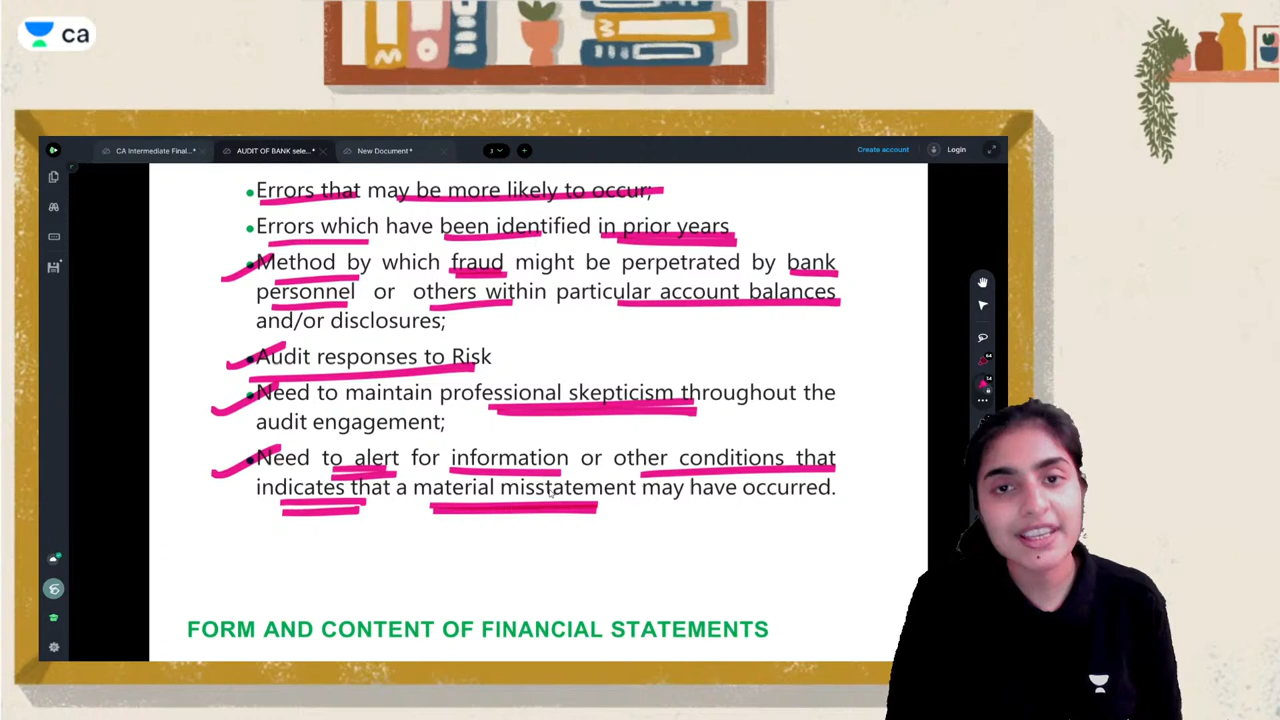 ca
CA Intermediate Final...*
AUDIT OF BANK sele...*
New Document*
Create account
Login
Errors that may be more likely to occur;
Errors which have been identified in prior years
Method by which fraud might be perpetrated by bank
personnel or others within particular account balances
and/or disclosures;
Audit responses to Risk
Need to maintain professional skepticism throughout the
audit engagement;
Need to alert for information or other conditions that
indicates that a material misstatement may have occurred.
FORM AND CONTENT OF FINANCIAL STATEMENTS